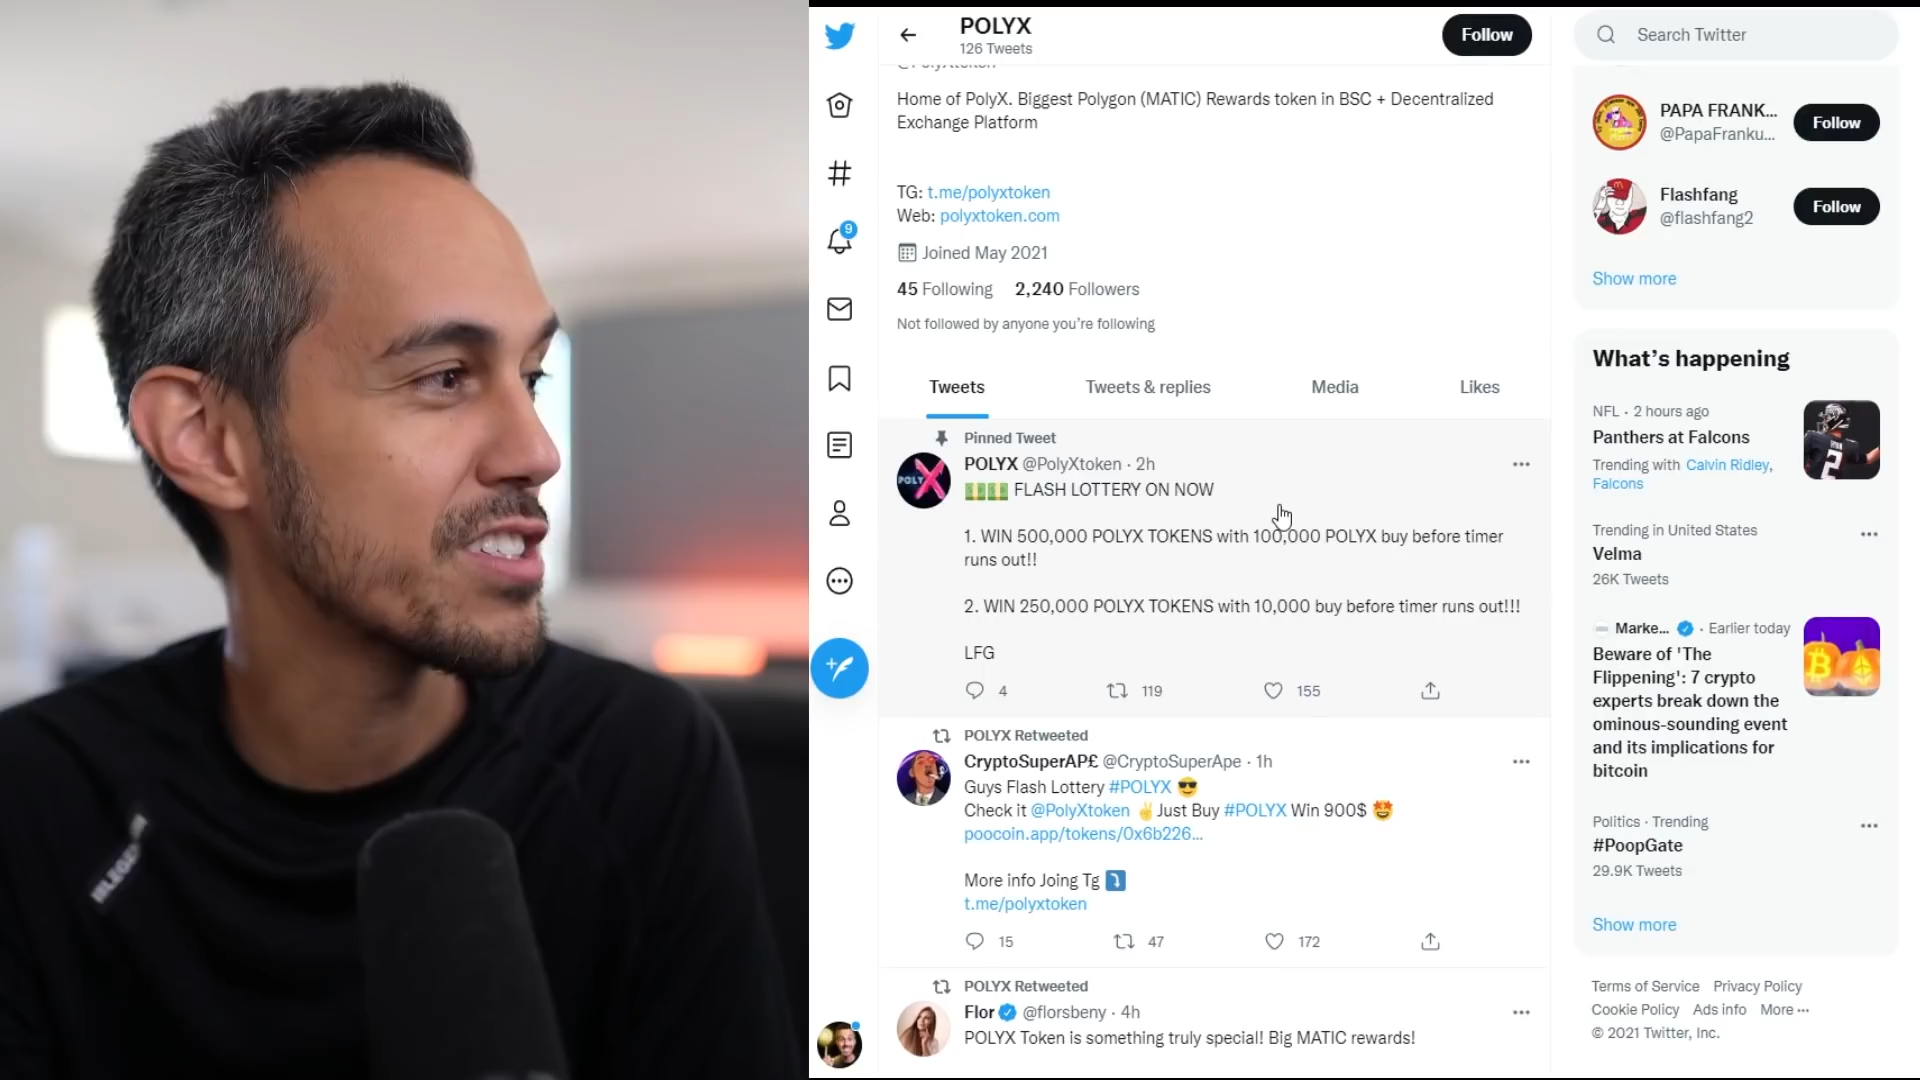 POLYX
126 Tweets
Follow
Search Twitter
Home of PolyX. Biggest Polygon (MATIC) Rewards token in BSC + Decentralized
Exchange Platform
TG: t.me/polyxtoken
Web: polyxtoken.com
Joined May 2021
45 Following 2,240 Followers
Not followed by anyone you're following
Tweets Tweets & replies Media Likes
Pinned Tweet
POLYX @PolyXtoken · 2h
FLASH LOTTERY ON NOW
1. WIN 500,000 POLYX TOKENS with 100,000 POLYX buy before timer
runs out!!
2. WIN 250,000 POLYX TOKENS with 10,000 buy before timer runs out!!!
LFG
4 119 155
POLYX Retweeted
CryptoSuperAP£ @CryptoSuperApe · 1h
Guys Flash Lottery #POLYX
Check it @PolyXtoken Just Buy #POLYX Win 900$
poocoin.app/tokens/0x6b226...
More info Joing Tg
t.me/polyxtoken
15 47 172
POLYX Retweeted
Flor @florsbeny · 4h
POLYX Token is something truly special! Big MATIC rewards!
9
PAPA FRANK...
@PapaFranku...
Follow
Flashfang
@flashfang2
Follow
Show more
What's happening
NFL · 2 hours ago
Panthers at Falcons
Trending with Calvin Ridley,
Falcons
Trending in United States
Velma
26K Tweets
Marke... · Earlier today
Beware of 'The
Flippening': 7 crypto
experts break down the
ominous-sounding event
and its implications for
bitcoin
Politics · Trending
#PoopGate
29.9K Tweets
Show more
Terms of Service Privacy Policy
Cookie Policy Ads info More ···
© 2021 Twitter, Inc.